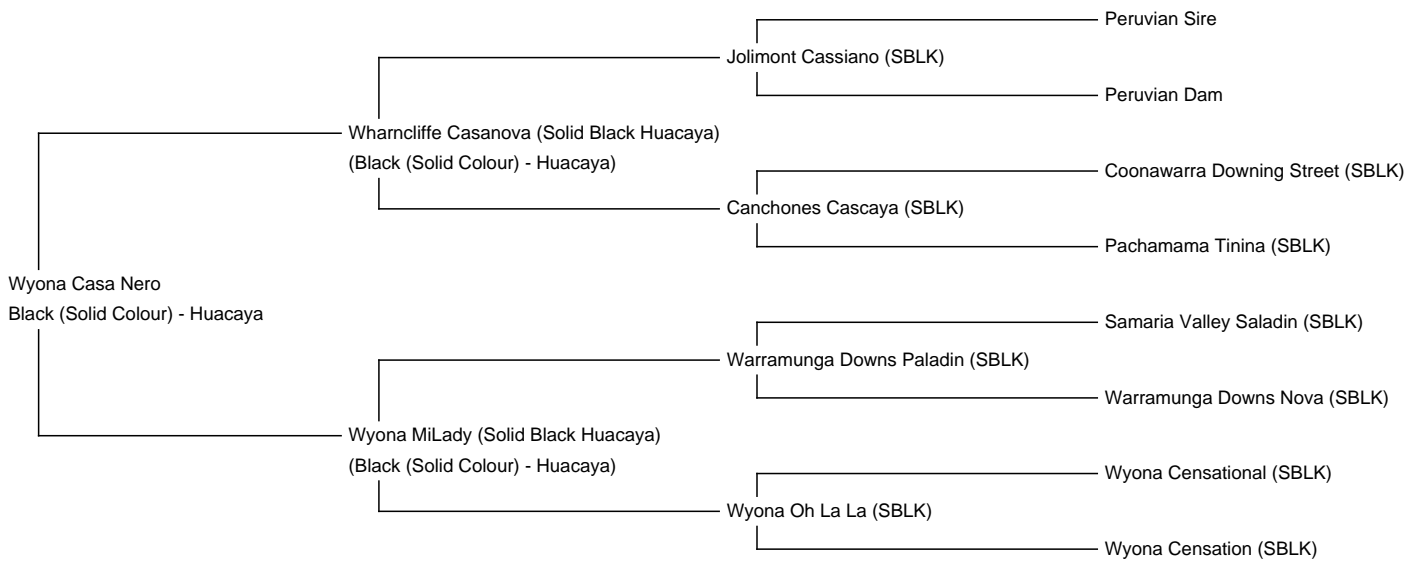 Peruvian Sire
Jolimont Cassiano (SBLK)
Peruvian Dam
Wharncliffe Casanova (Solid Black Huacaya)
(Black (Solid Colour) - Huacaya)
Coonawarra Downing Street (SBLK)
Canchones Cascaya (SBLK)
Pachamama Tinina (SBLK)
Wyona Casa Nero
Black (Solid Colour) - Huacaya
Samaria Valley Saladin (SBLK)
Warramunga Downs Paladin (SBLK)
Warramunga Downs Nova (SBLK)
Wyona MiLady (Solid Black Huacaya)
(Black (Solid Colour) - Huacaya)
Wyona Censational (SBLK)
Wyona Oh La La (SBLK)
Wyona Censation (SBLK)